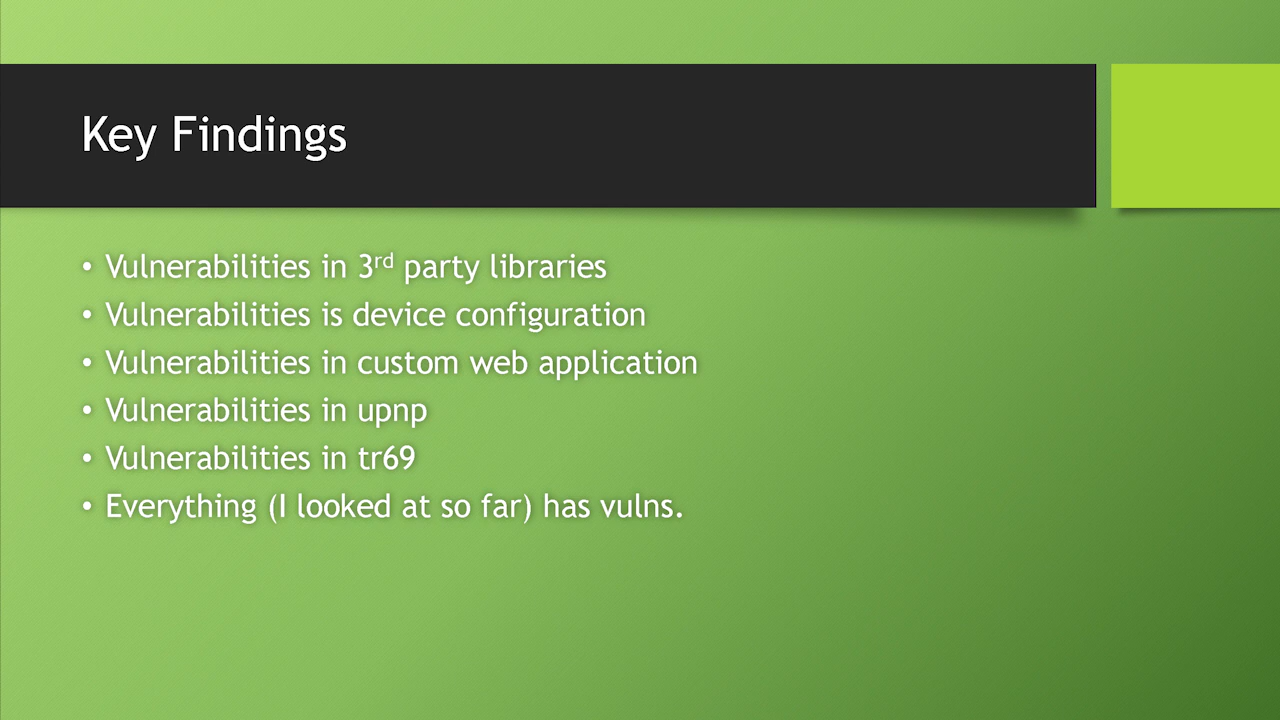 Key Findings
• Vulnerabilities in 3rd party libraries
• Vulnerabilities is device configuration
• Vulnerabilities in custom web application
• Vulnerabilities in upnp
• Vulnerabilities in tr69
• Everything (I looked at so far) has vulns.